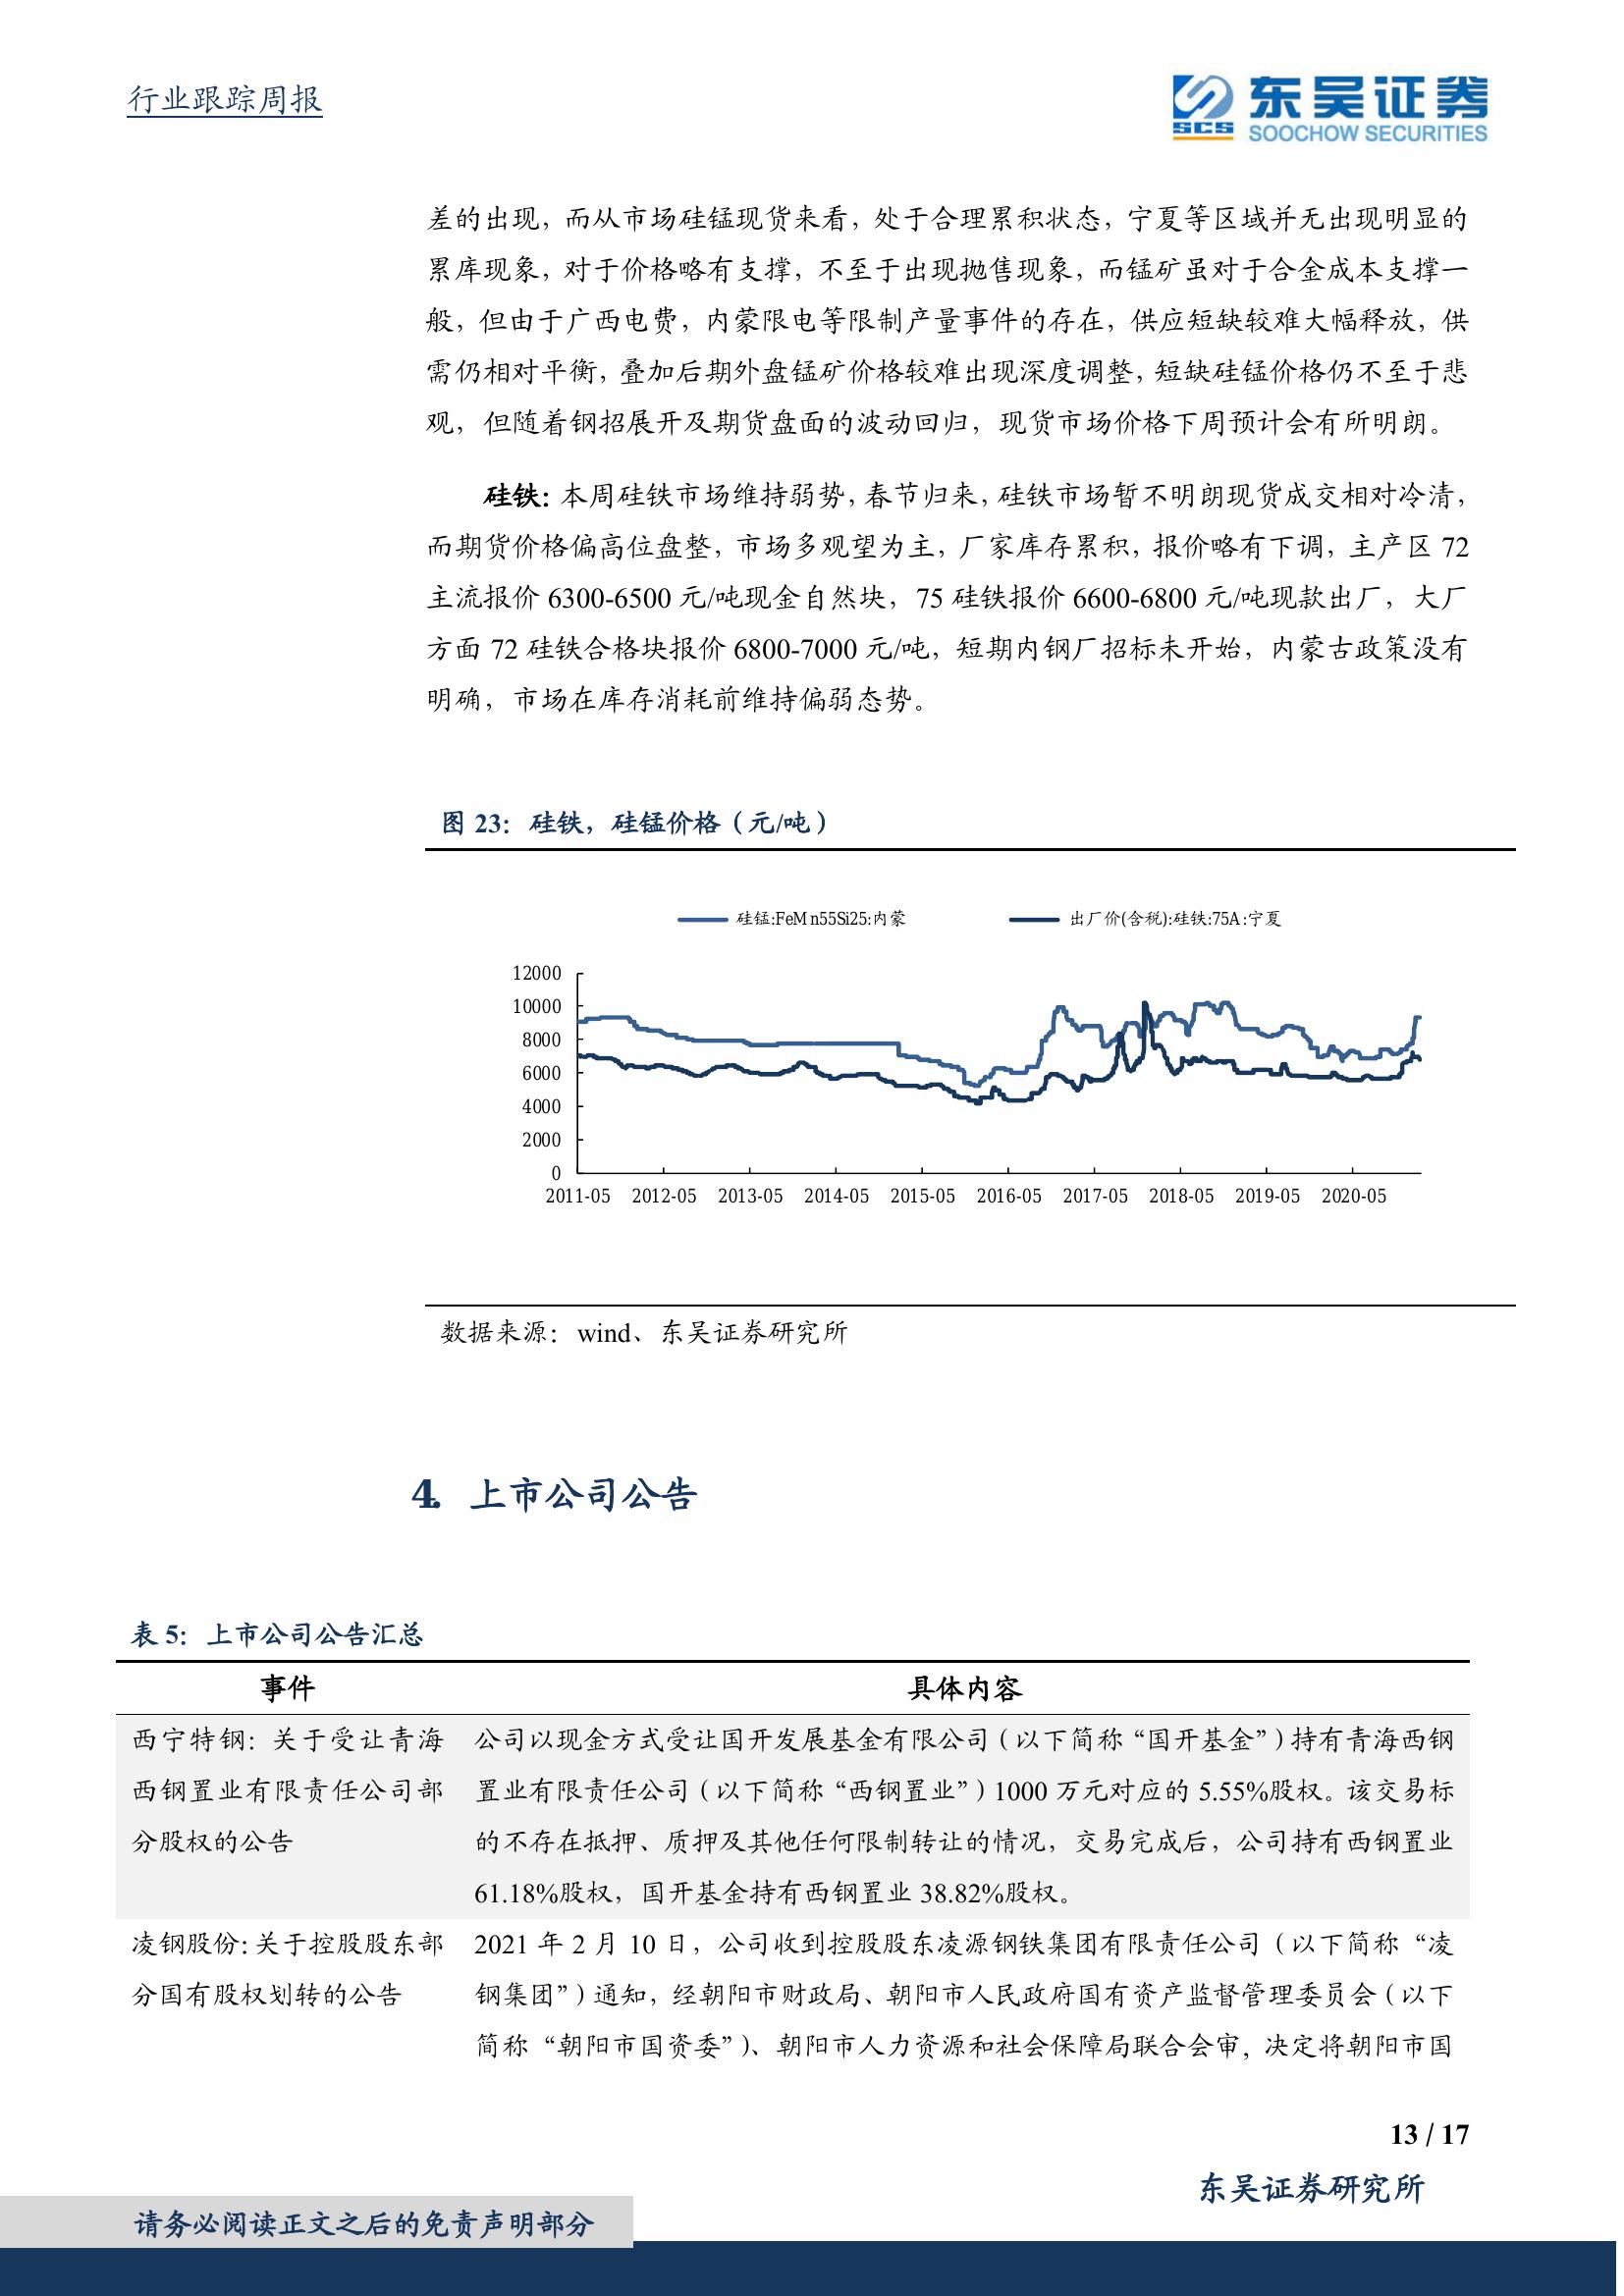 行业跟踪周报
SCS
东吴证券
SOOCHOW SECURITIES
差的出现，而从市场硅锰现货来看，处于合理累积状态，宁夏等区域并无出现明显的
累库现象，对于价格略有支撑，不至于出现抛售现象，而锰矿虽对于合金成本支撑一
般，但由于广西电费，内蒙限电等限制产量事件的存在，供应短缺较难大幅释放，供
需仍相对平衡，叠加后期外盘锰矿价格较难出现深度调整，短缺硅锰价格仍不至于悲
观，但随着钢招展开及期货盘面的波动回归，现货市场价格下周预计会有所明朗。
硅铁：本周硅铁市场维持弱势，春节归来，硅铁市场暂不明朗现货成交相对冷清，
而期货价格偏高位盘整，市场多观望为主，厂家库存累积，报价略有下调，主产区 72
主流报价 6300-6500 元/吨现金自然块，75 硅铁报价 6600-6800 元/吨现款出厂，大厂
方面 72 硅铁合格块报价 6800-7000 元/吨，短期内钢厂招标未开始，内蒙古政策没有
明确，市场在库存消耗前维持偏弱态势。
图 23：硅铁，硅锰价格（元/吨）
硅锰:FeMn55Si25:内蒙
出厂价(含税):硅铁:75A:宁夏
12000
10000
8000
6000
4000
2000
0
2011-05 2012-05 2013-05 2014-05 2015-05 2016-05 2017-05 2018-05 2019-05 2020-05
数据来源：wind、东吴证券研究所
4. 上市公司公告
表 5：上市公司公告汇总
事件 具体内容
西宁特钢：关于受让青海
西钢置业有限责任公司部
分股权的公告
公司以现金方式受让国开发展基金有限公司（以下简称“国开基金”）持有青海西钢
置业有限责任公司（以下简称“西钢置业”）1000 万元对应的 5.55%股权。该交易标
的不存在抵押、质押及其他任何限制转让的情况，交易完成后，公司持有西钢置业
61.18%股权，国开基金持有西钢置业 38.82%股权。
凌钢股份：关于控股股东部
分国有股权划转的公告
2021 年 2 月 10 日，公司收到控股股东凌源钢铁集团有限责任公司（以下简称“凌
钢集团”）通知，经朝阳市财政局、朝阳市人民政府国有资产监督管理委员会（以下
简称“朝阳市国资委”）、朝阳市人力资源和社会保障局联合会审，决定将朝阳市国
13 / 17
东吴证券研究所
请务必阅读正文之后的免责声明部分